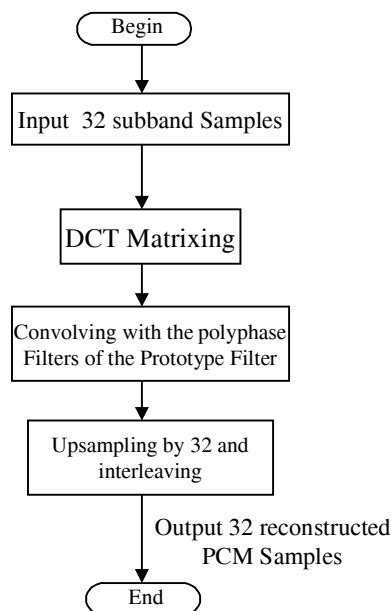 Begin
Input 32 subband Samples
DCT Matrixing
Convolving with the polyphase
Filters of the Prototype Filter
Upsampling by 32 and
interleaving
Output 32 reconstructed
PCM Samples
End